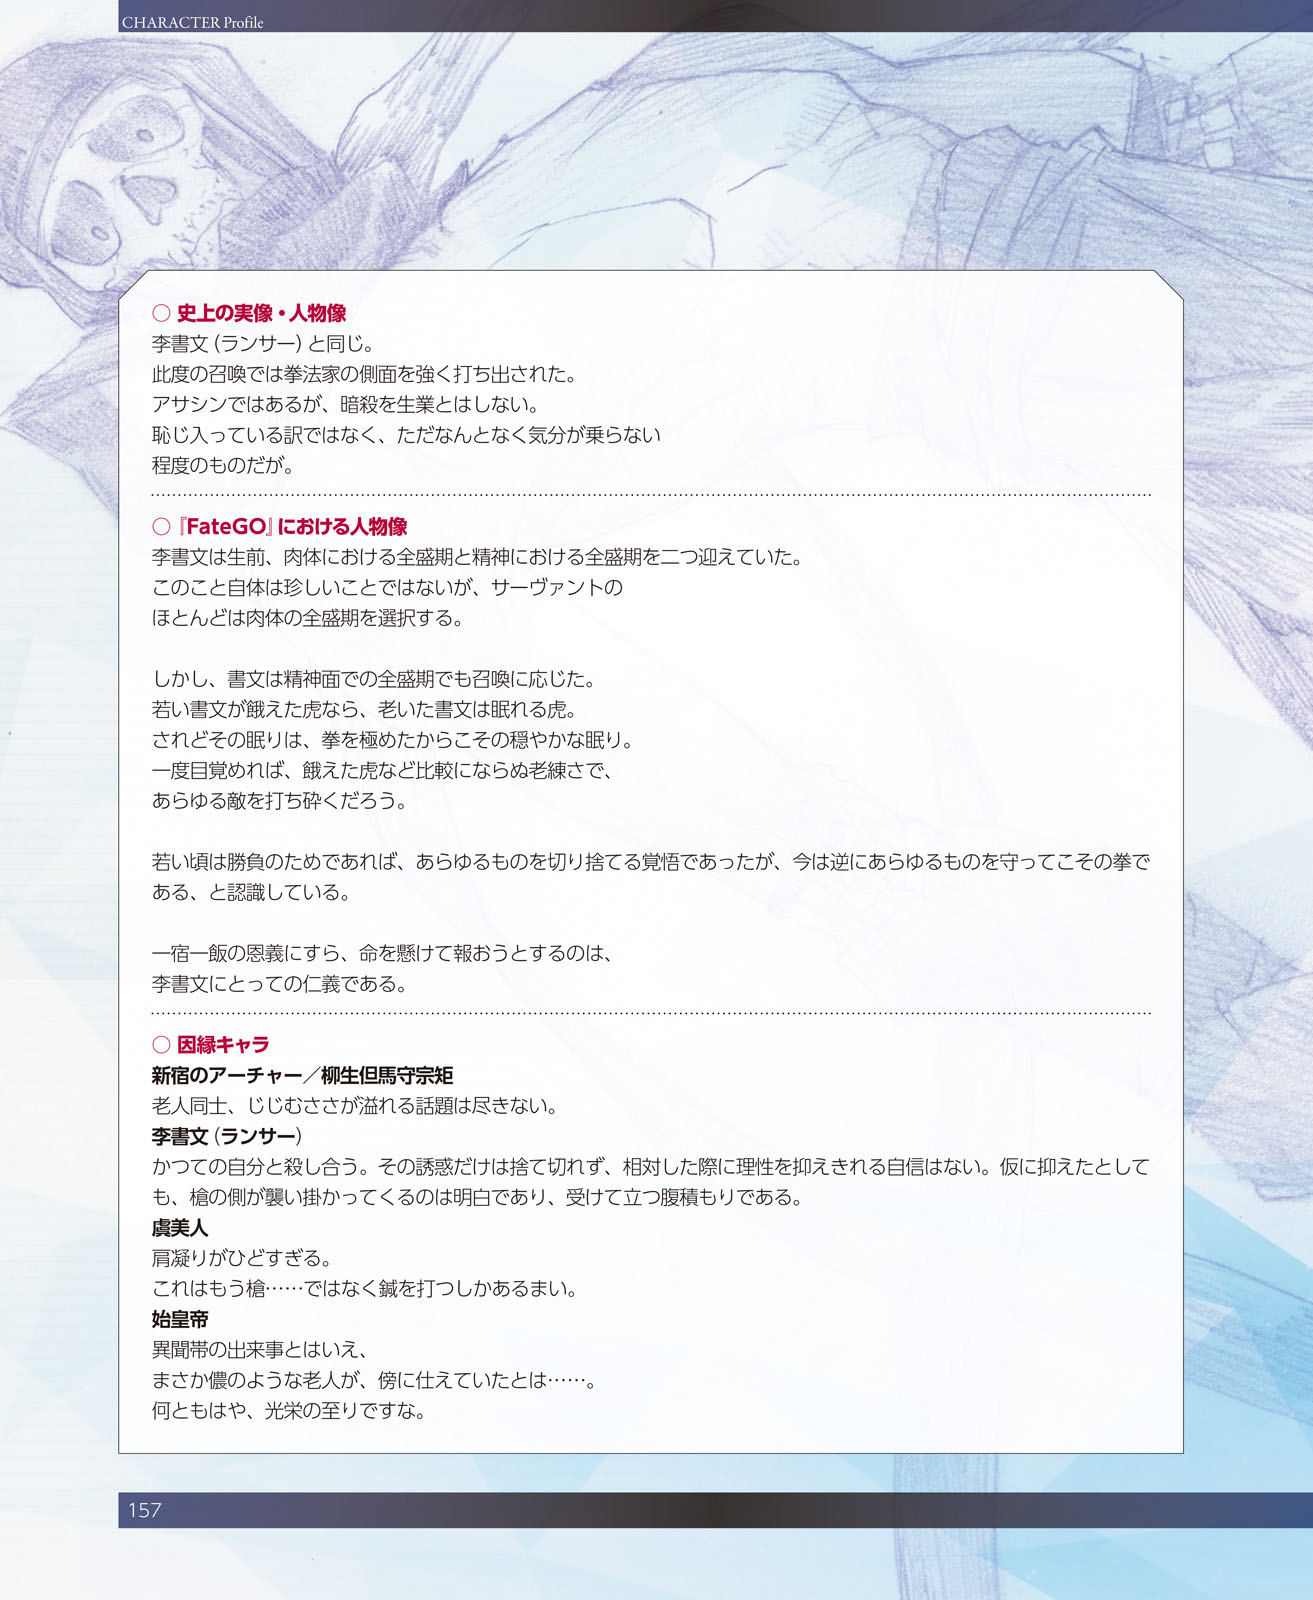 CHARACTER Profile
○ 史上の実像・人物像
李書文（ランサー）と同じ。
此度の召喚では拳法家の側面を強く打ち出された。
アサシンではあるが、暗殺を生業とはしない。
恥じ入っている訳ではなく、ただなんとなく気分が乗らない
程度のものだが。
○『FateGO』における人物像
李書文は生前、肉体における全盛期と精神における全盛期を二つ迎えていた。
このこと自体は珍しいことではないが、サーヴァントの
ほとんどは肉体の全盛期を選択する。
しかし、書文は精神面での全盛期でも召喚に応じた。
若い書文が餓えた虎なら、老いた書文は眠れる虎。
されどその眠りは、拳を極めたからこその穏やかな眠り。
一度目覚めれば、餓えた虎など比較にならぬ老練さで、
あらゆる敵を打ち砕くだろう。
若い頃は勝負のためであれば、あらゆるものを切り捨てる覚悟であったが、今は逆にあらゆるものを守ってこその拳で
ある、と認識している。
一宿一飯の恩義にすら、命を懸けて報おうとするのは、
李書文にとっての仁義である。
○ 因縁キャラ
新宿のアーチャー／柳生但馬守宗矩
老人同士、じじむささが溢れる話題は尽きない。
李書文（ランサー）
かつての自分と殺し合う。その誘惑だけは捨て切れず、相対した際に理性を抑えきれる自信はない。仮に抑えたとして
も、槍の側が襲い掛かってくるのは明白であり、受けて立つ腹積もりである。
虞美人
肩凝りがひどすぎる。
これはもう槍……ではなく鍼を打つしかあるまい。
始皇帝
異聞帯の出来事とはいえ、
まさか儂のような老人が、傍に仕えていたとは……。
何ともはや、光栄の至りですな。
157